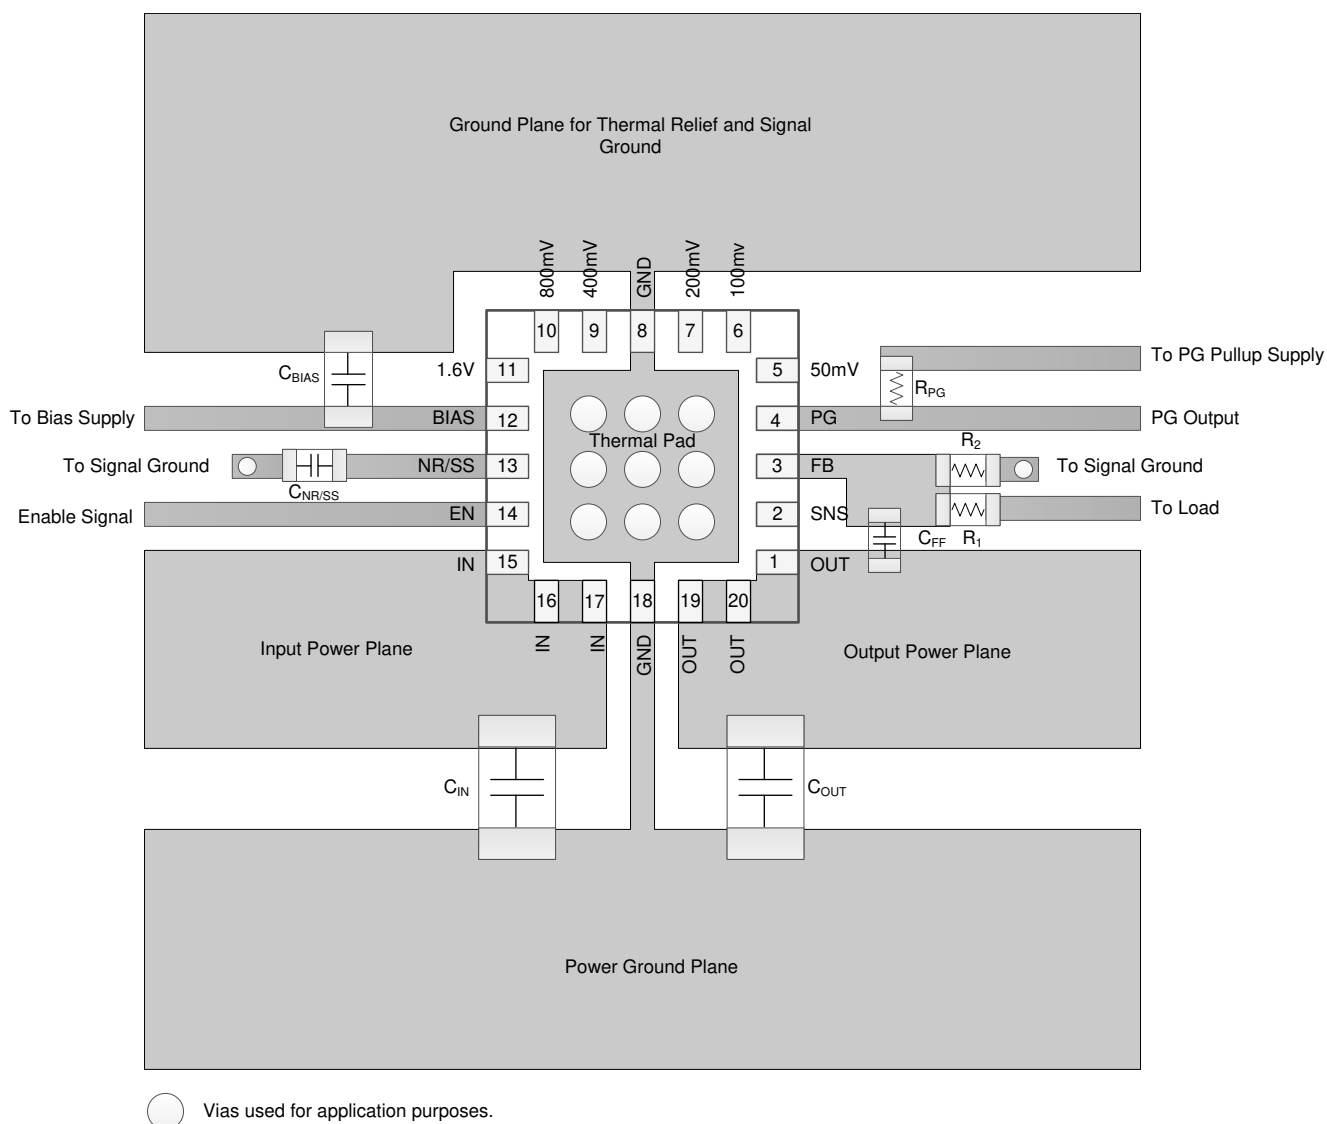 Ground Plane for Thermal Relief and Signal
Ground
800mV
400mV
GND
200mV
100mv
10
9
8
7
6
CBIAS
1.6V
11
5
50mV
To PG Pullup Supply
RPG
To Bias Supply
BIAS
12
4
PG
PG Output
Thermal Pad
R2
To Signal Ground
NR/SS
13
3
FB
To Signal Ground
CNR/SS
Enable Signal
EN
14
2
SNS
To Load
CFF
R1
IN
15
1
OUT
16
17
18
19
20
IN
IN
GND
OUT
OUT
Input Power Plane
Output Power Plane
CIN
COUT
Power Ground Plane
Vias used for application purposes.